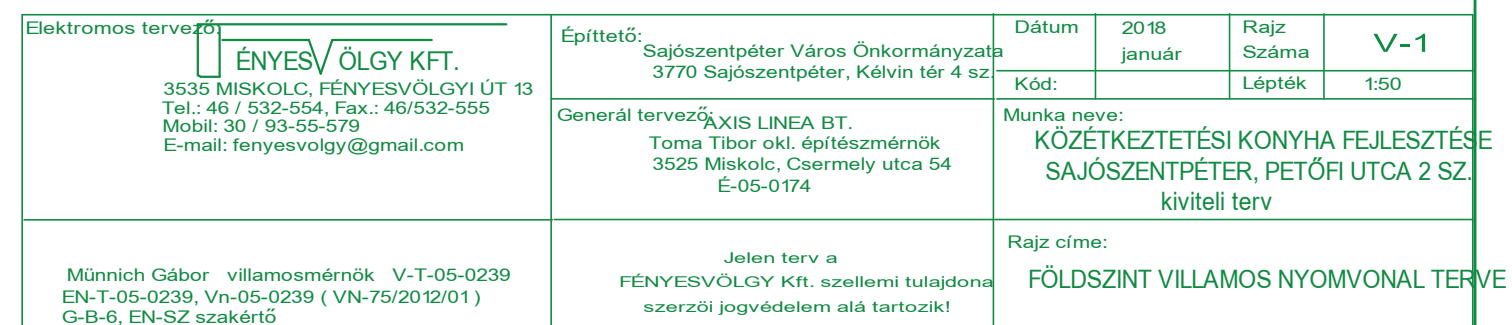 Elektromos tervező:
ÉNYESVÖLGY KFT.
3535 MISKOLC, FÉNYESVÖLGYI ÚT 13
Tel.: 46 / 532-554, Fax.: 46/532-555
Mobil: 30 / 93-55-579
E-mail: fenyesvolgy@gmail.com
Münnich Gábor villamosmérnök V-T-05-0239
EN-T-05-0239, Vn-05-0239 ( VN-75/2012/01 )
G-B-6, EN-SZ szakértő
Építtető:
Sajószentpéter Város Önkormányzata
3770 Sajószentpéter, Kélvin tér 4 sz.
Generál tervező:
AXIS LINEA BT.
Toma Tibor okl. építészmérnök
3525 Miskolc, Csermely utca 54
É-05-0174
Jelen terv a
FÉNYESVÖLGY Kft. szellemi tulajdona
szerzöi jogvédelem alá tartozik!
Dátum 2018 január Rajz Száma V-1
Kód: Lépték 1:50
Munka neve:
KÖZÉTKEZTETÉSI KONYHA FEJLESZTÉSE
SAJÓSZENTPÉTER, PETŐFI UTCA 2 SZ.
kiviteli terv
Rajz címe:
FÖLDSZINT VILLAMOS NYOMVONAL TERVE